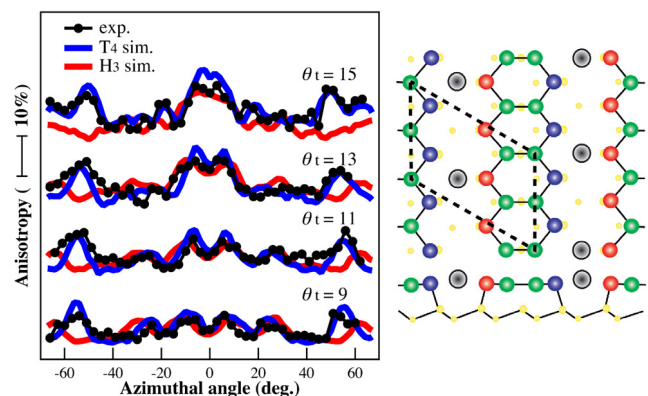 exp.
T4 sim.
H3 sim.
θt = 15
θt = 13
θt = 11
θt = 9
Anisotropy ( 10%)
-60 -40 -20 0 20 40 60
Azimuthal angle (deg.)